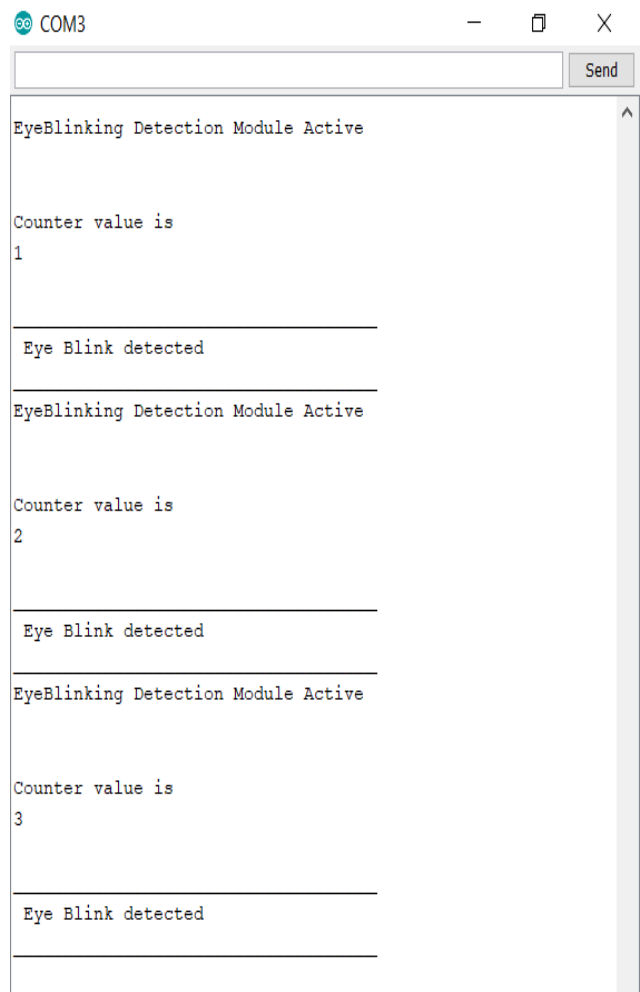 COM3
Send
EyeBlinking Detection Module Active
Counter value is
1
Eye Blink detected
EyeBlinking Detection Module Active
Counter value is
2
Eye Blink detected
EyeBlinking Detection Module Active
Counter value is
3
Eye Blink detected